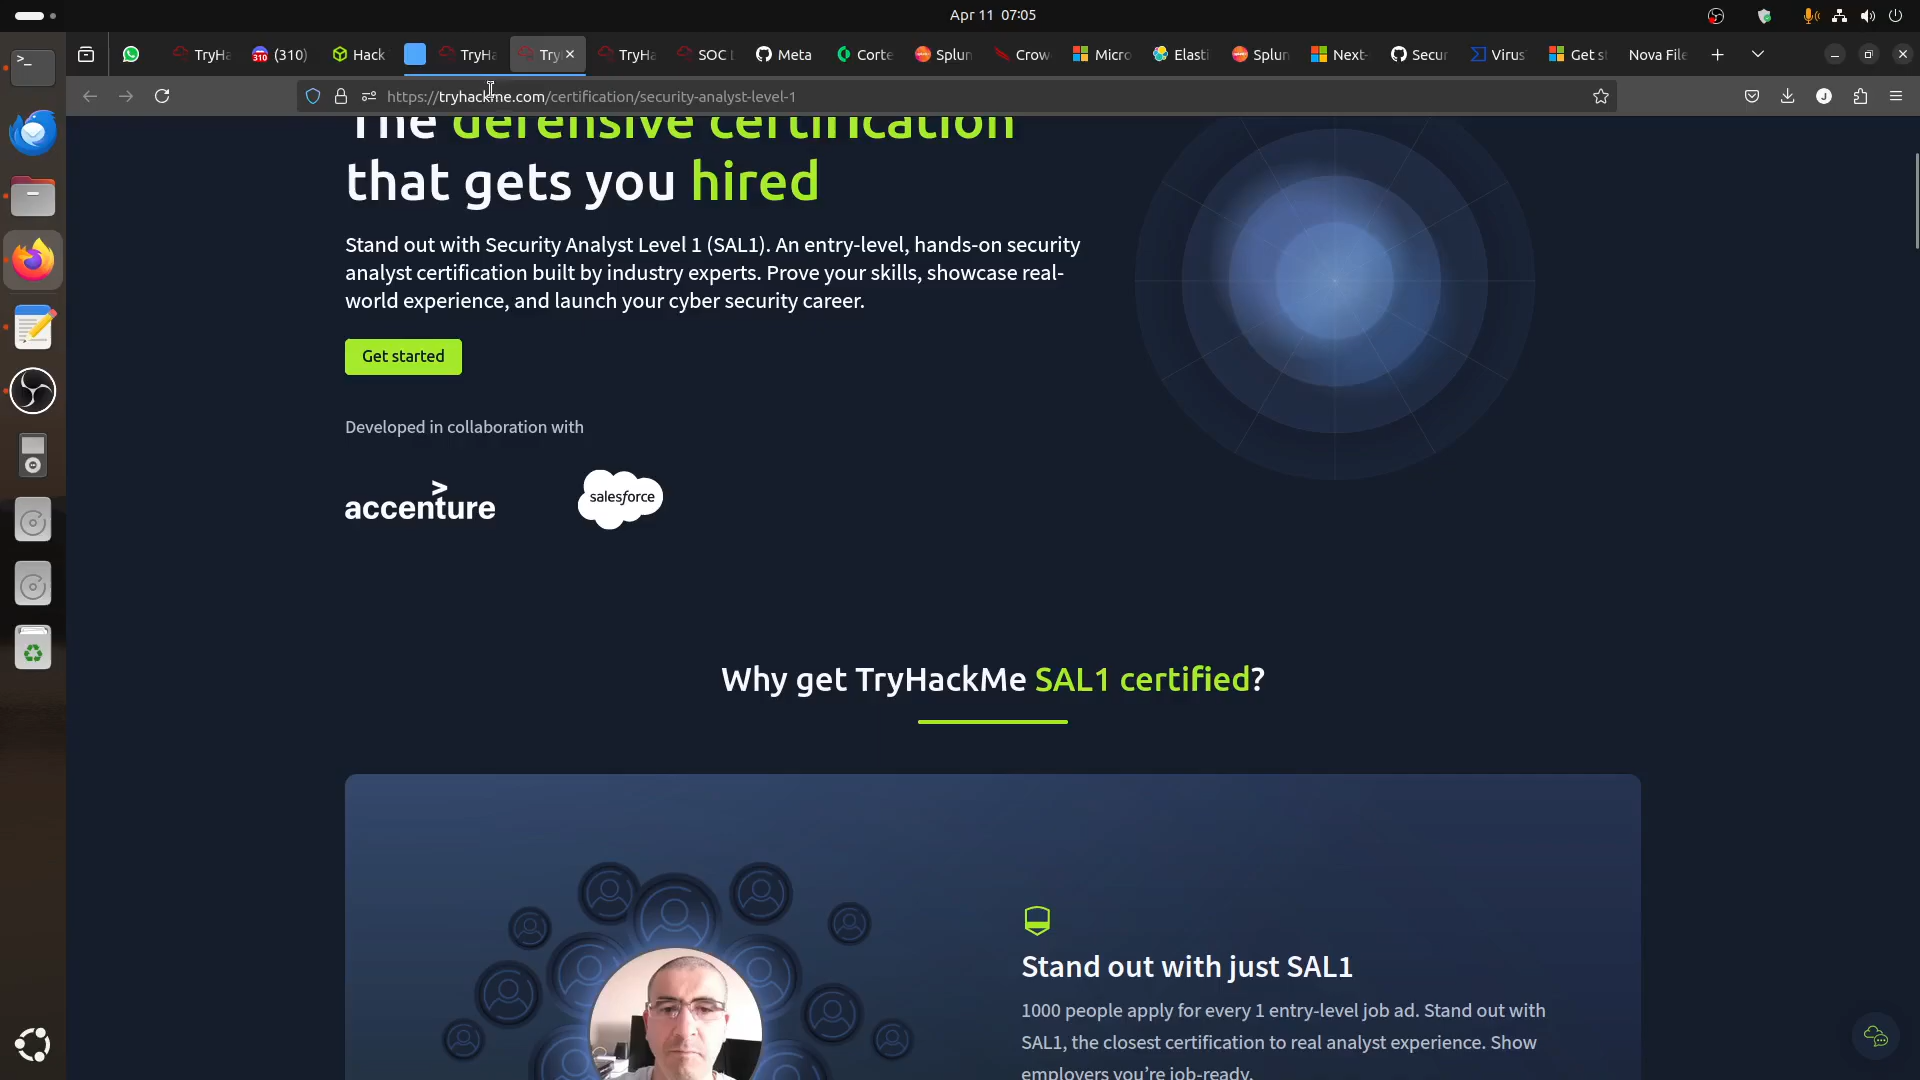 Apr 11 07:05
TryHa
310
(310)
Hack
TryHa
Try
TryHa
SOC
Meta
Corte
Splun
Crow
Micro
Elasti
Splun
Next-
Secur
Virus
Get s
Nova File
https://tryhackme.com/certification/security-analyst-level-1
J
The defensive certification
that gets you hired
Stand out with Security Analyst Level 1 (SAL1). An entry-level, hands-on security
analyst certification built by industry experts. Prove your skills, showcase real-
world experience, and launch your cyber security career.
Get started
Developed in collaboration with
accenture
salesforce
Why get TryHackMe SAL1 certified?
Stand out with just SAL1
1000 people apply for every 1 entry-level job ad. Stand out with
SAL1, the closest certification to real analyst experience. Show
employers you're job-ready.